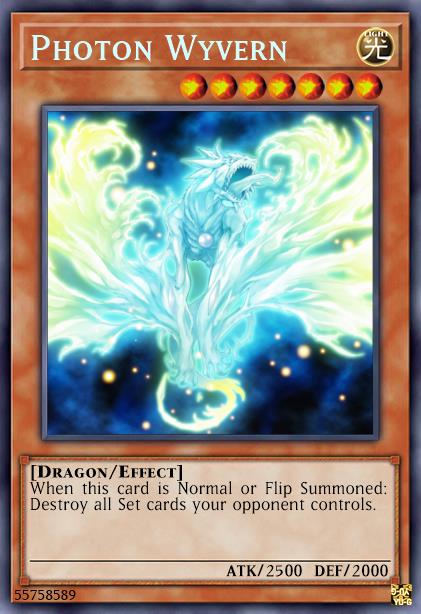 PHOTON WYVERN
LIGHT
光
[DRAGON/EFFECT]
When this card is Normal or Flip Summoned:
Destroy all Set cards your opponent controls.
ATK/2500 DEF/2000
55758589